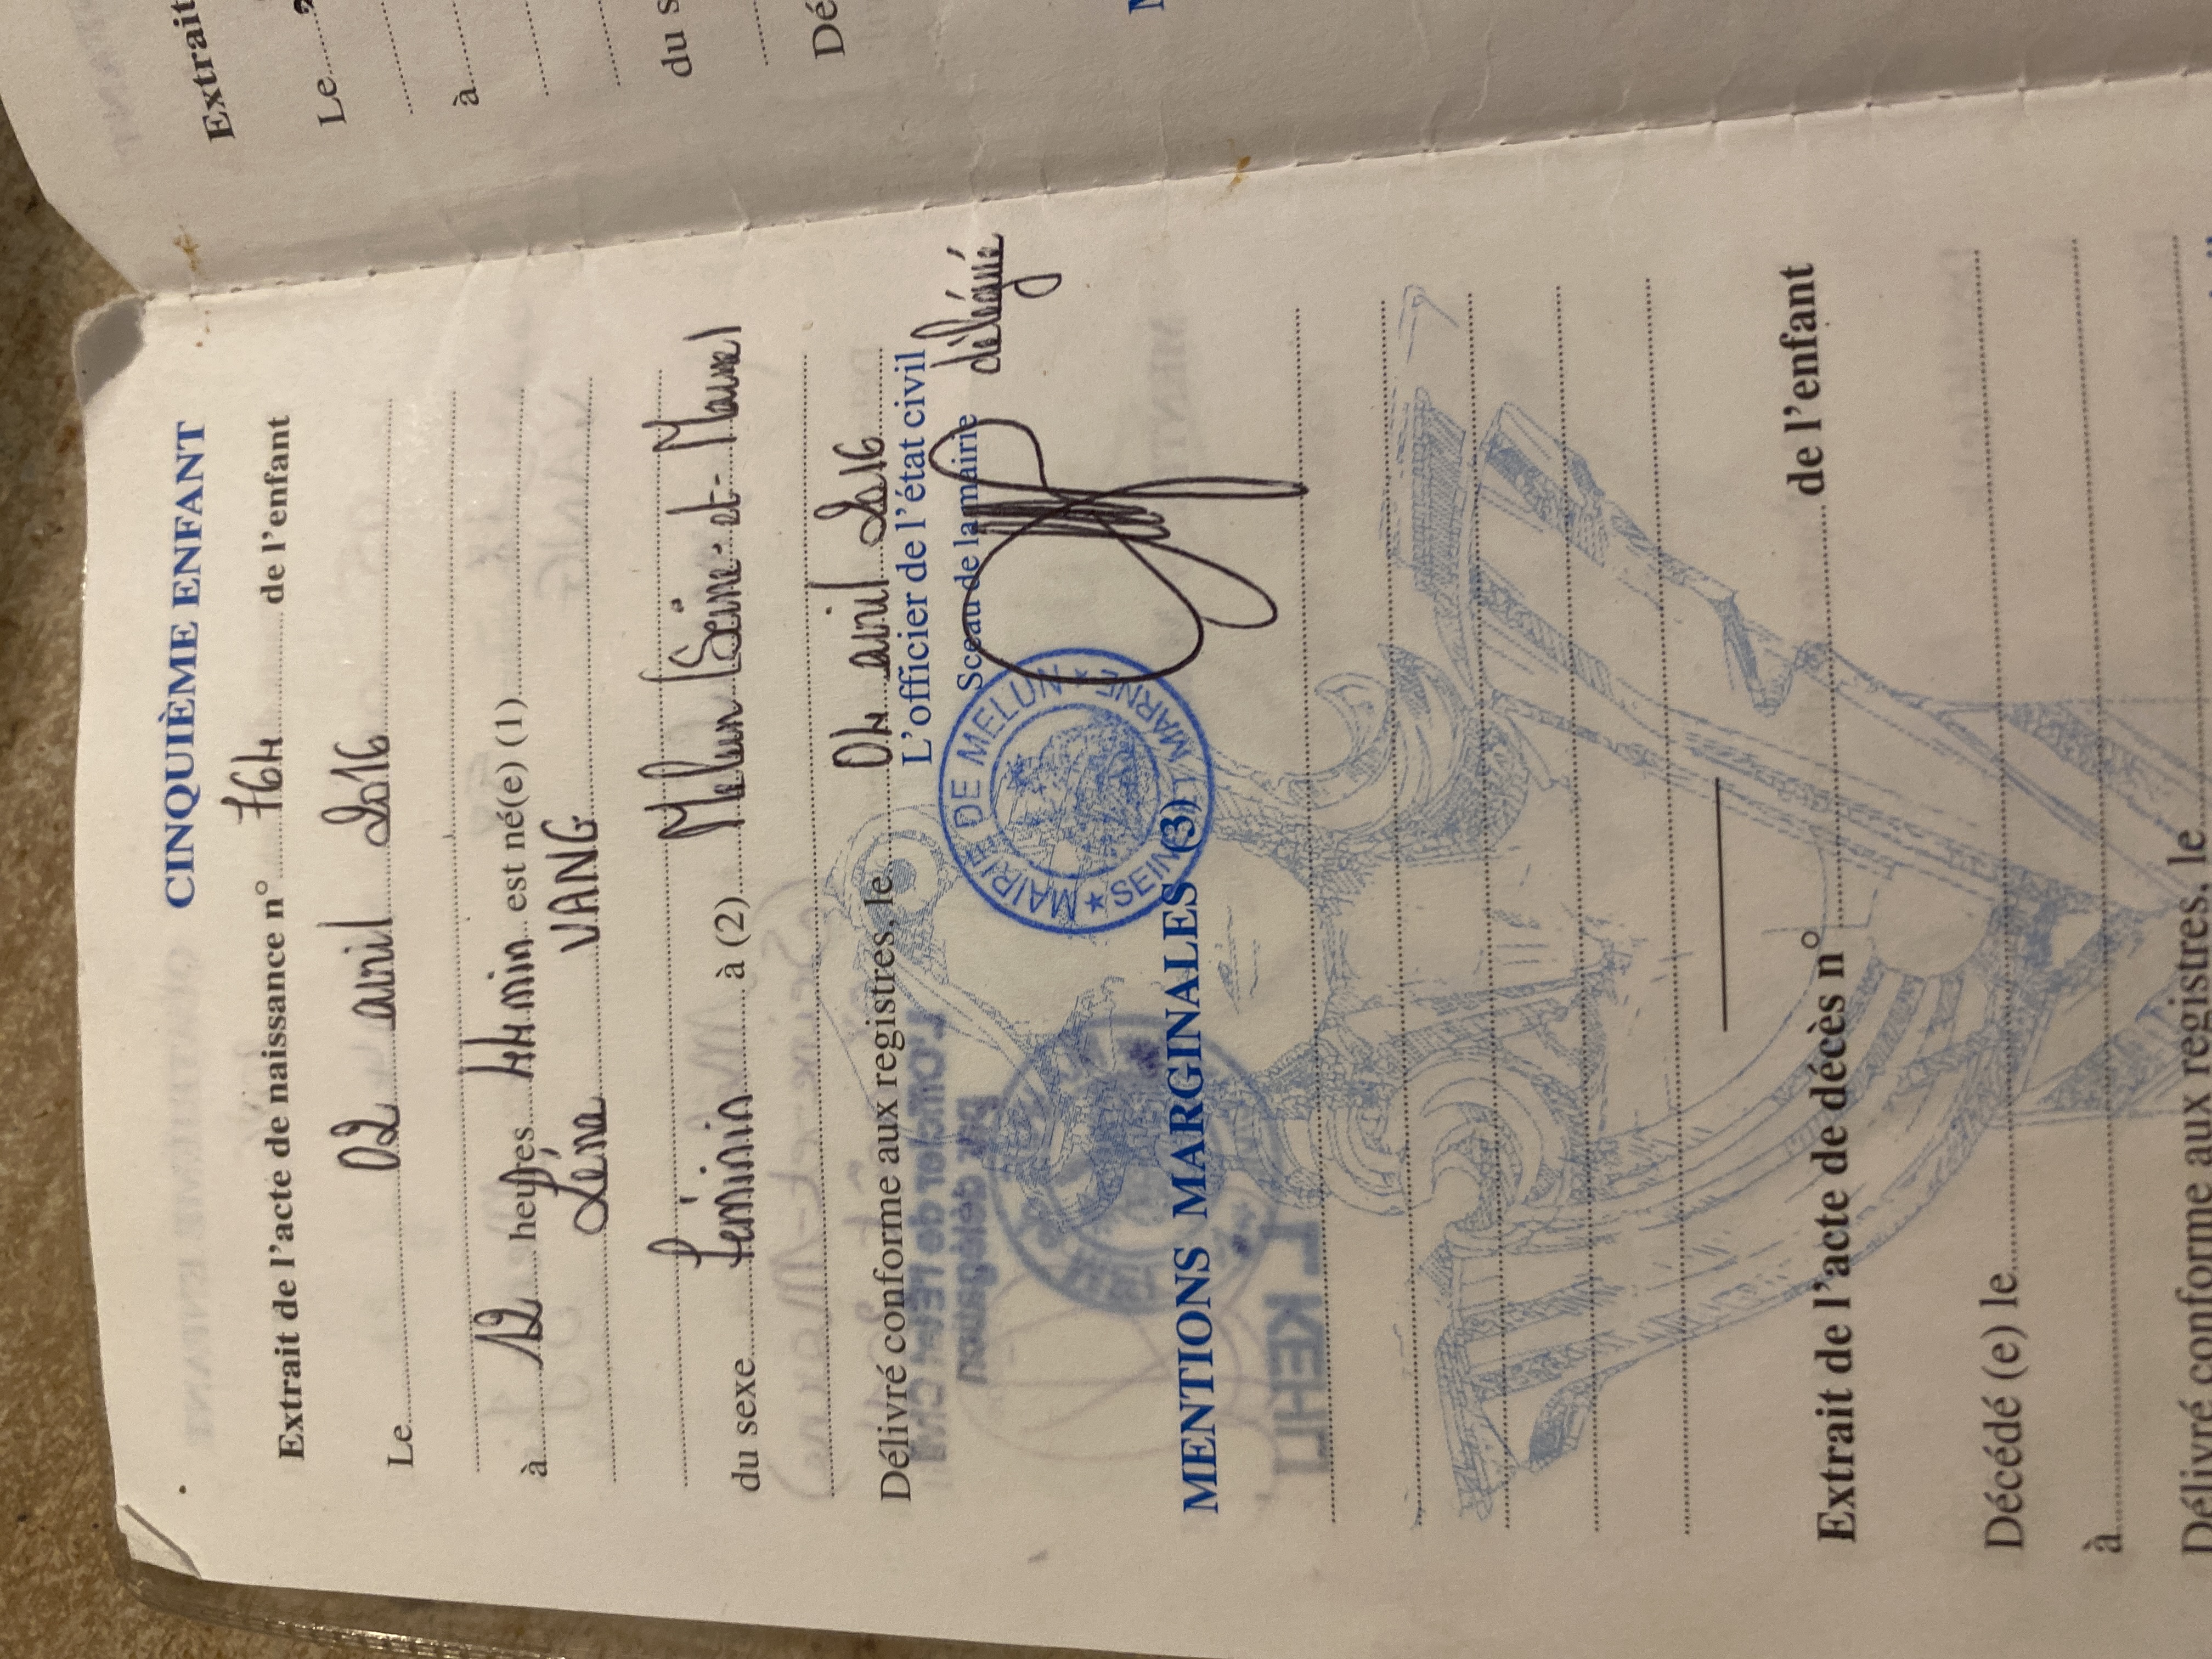 CINQUIÈME ENFANT
Extrait de l'acte de naissance n° 764 de l'enfant
Le 02 avril 2016
à 12 heures 44min est né(e) (1)
Léna VANG
du sexe féminin à (2) Melun (Seine-et-Marne)
Délivré conforme aux registres, le 04 avril 2016
L'officier de l'état civil
Sceau de la mairie délégué
MAIRIE DE MELUN
SEINE ET MARNE
MENTIONS MARGINALES (3)
Extrait de l'acte de décès n° de l'enfant
Décédé (e) le
à
Délivré conforme aux registres, le
Extrait
Le
à
du s
Dé